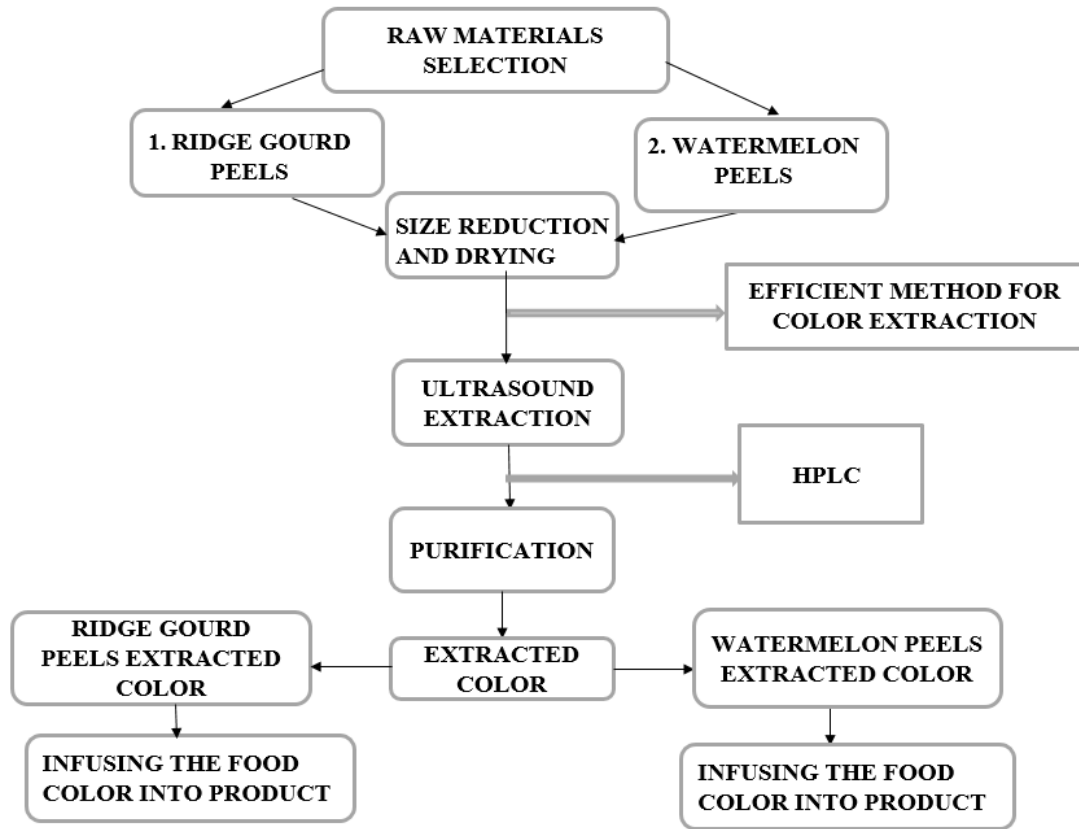 RAW MATERIALS
SELECTION
1. RIDGE GOURD
PEELS
2. WATERMELON
PEELS
SIZE REDUCTION
AND DRYING
EFFICIENT METHOD FOR
COLOR EXTRACTION
ULTRASOUND
EXTRACTION
HPLC
PURIFICATION
RIDGE GOURD
PEELS EXTRACTED
COLOR
EXTRACTED
COLOR
WATERMELON PEELS
EXTRACTED COLOR
INFUSING THE FOOD
COLOR INTO PRODUCT
INFUSING THE FOOD
COLOR INTO PRODUCT